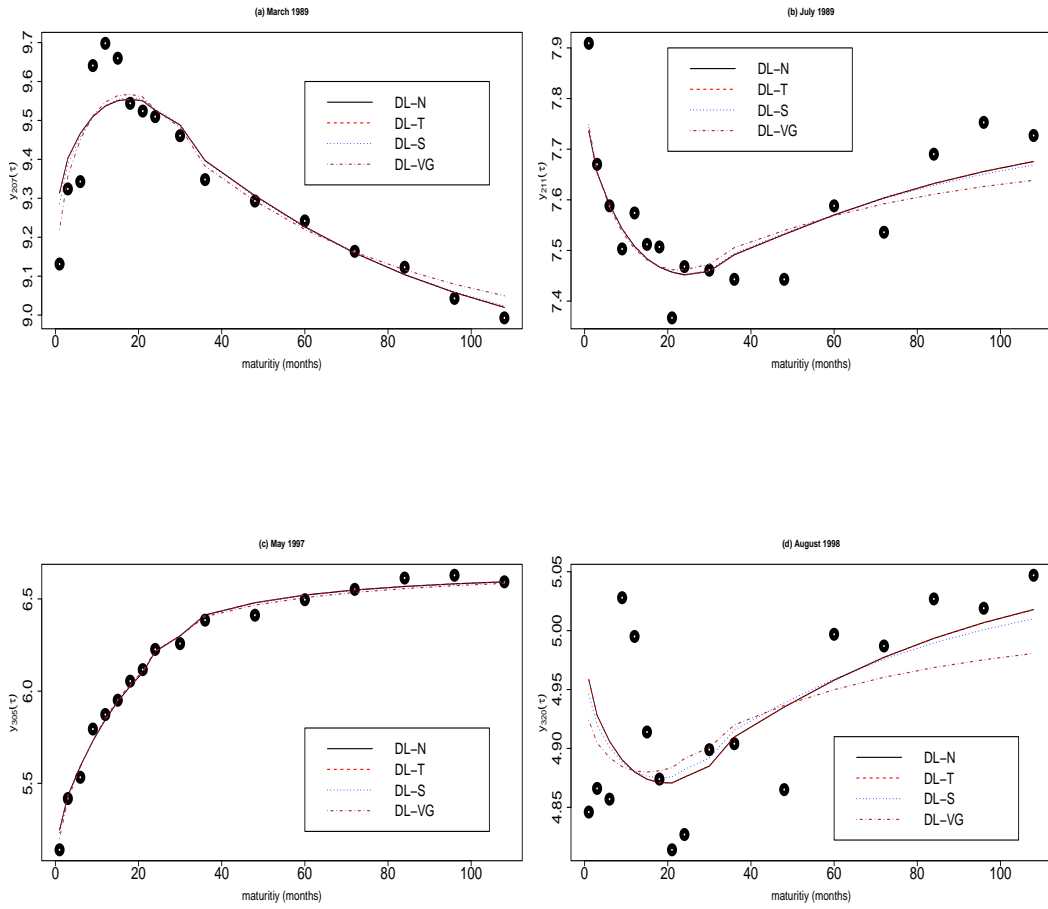 (a) March 1989
y207(τ)
9.0 9.1 9.2 9.3 9.4 9.5 9.6 9.7
DL−N
DL−T
DL−S
DL−VG
0 20 40 60 80 100
maturitiy (months)
(b) July 1989
y211(τ)
7.4 7.5 7.6 7.7 7.8 7.9
DL−N
DL−T
DL−S
DL−VG
0 20 40 60 80 100
maturitiy (months)
(c) May 1997
y305(τ)
5.5 6.0 6.5
DL−N
DL−T
DL−S
DL−VG
0 20 40 60 80 100
maturitiy (months)
(d) August 1998
y320(τ)
4.85 4.90 4.95 5.00 5.05
DL−N
DL−T
DL−S
DL−VG
0 20 40 60 80 100
maturitiy (months)